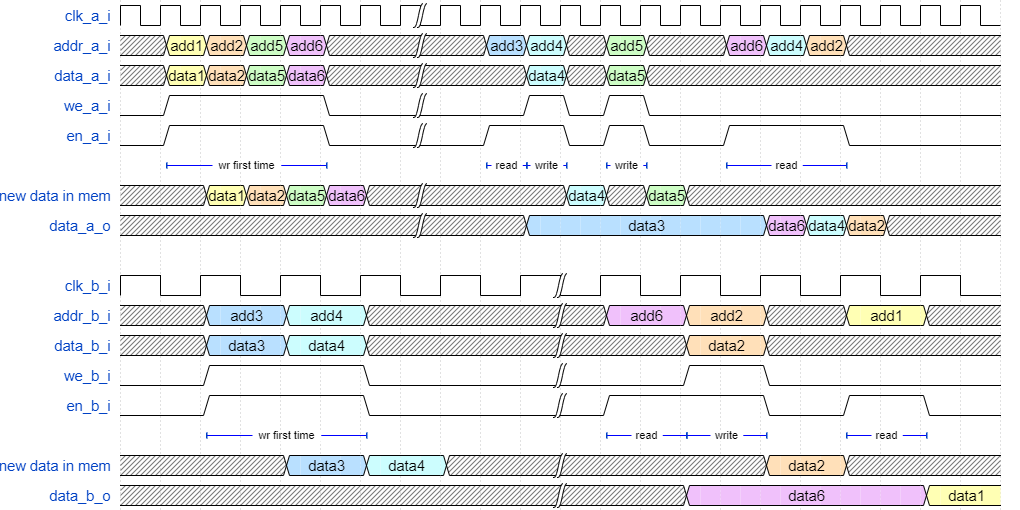 clk_a_i
addr_a_i add1 add2 add5 add6 add3 add4 add5 add6 add4 add2
data_a_i data1 data2 data5 data6 data4 data5
we_a_i
en_a_i
wr first time read write write read
new data in mem data1 data2 data5 data6 data4 data5
data_a_o data3 data6 data4 data2
clk_b_i
addr_b_i add3 add4 add6 add2 add1
data_b_i data3 data4 data2
we_b_i
en_b_i
wr first time read write read
new data in mem data3 data4 data2
data_b_o data6 data1